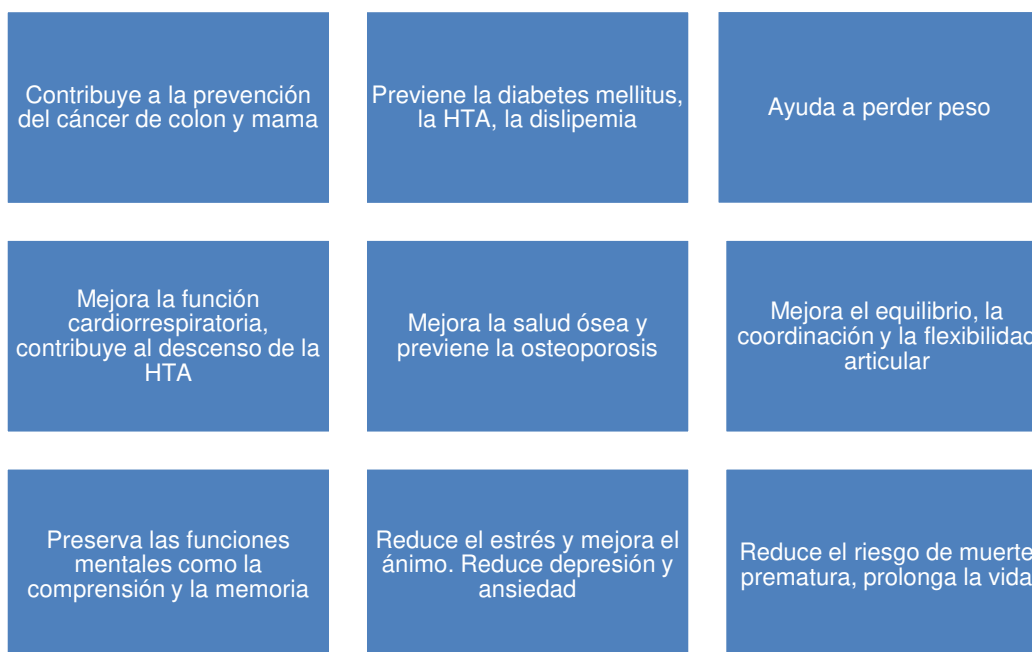 Contribuye a la prevención
del cáncer de colon y mama
Previene la diabetes mellitus,
la HTA, la dislipemia
Ayuda a perder peso
Mejora la función
cardiorrespiratoria,
contribuye al descenso de la
HTA
Mejora la salud ósea y
previene la osteoporosis
Mejora el equilibrio, la
coordinación y la flexibilidad
articular
Preserva las funciones
mentales como la
comprensión y la memoria
Reduce el estrés y mejora el
ánimo. Reduce depresión y
ansiedad
Reduce el riesgo de muerte
prematura, prolonga la vida